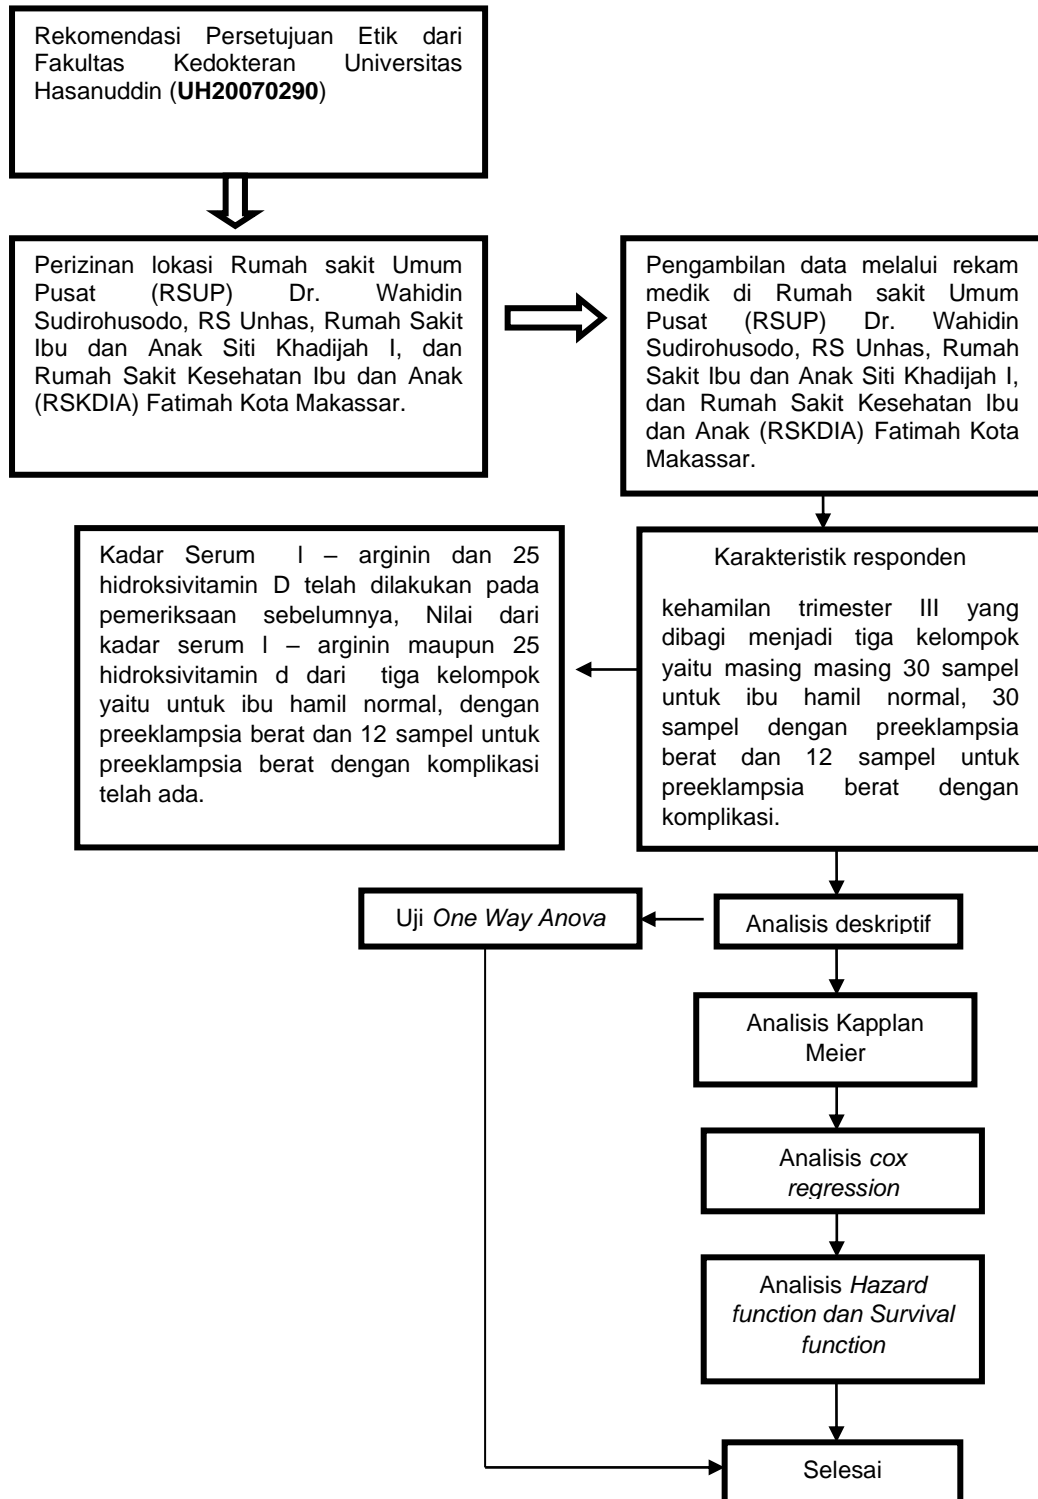 Rekomendasi Persetujuan Etik dari
Fakultas Kedokteran Universitas
Hasanuddin (UH20070290)
Perizinan lokasi Rumah sakit Umum
Pusat (RSUP) Dr. Wahidin
Sudirohusodo, RS Unhas, Rumah Sakit
Ibu dan Anak Siti Khadijah I, dan
Rumah Sakit Kesehatan Ibu dan Anak
(RSKDIA) Fatimah Kota Makassar.
Pengambilan data melalui rekam
medik di Rumah sakit Umum
Pusat (RSUP) Dr. Wahidin
Sudirohusodo, RS Unhas, Rumah
Sakit Ibu dan Anak Siti Khadijah I,
dan Rumah Sakit Kesehatan Ibu
dan Anak (RSKDIA) Fatimah Kota
Makassar.
Karakteristik responden
kehamilan trimester III yang
dibagi menjadi tiga kelompok
yaitu masing masing 30 sampel
untuk ibu hamil normal, 30
sampel dengan preeklampsia
berat dan 12 sampel untuk
preeklampsia berat dengan
komplikasi.
Kadar Serum l – arginin dan 25
hidroksivitamin D telah dilakukan pada
pemeriksaan sebelumnya, Nilai dari
kadar serum l – arginin maupun 25
hidroksivitamin d dari tiga kelompok
yaitu untuk ibu hamil normal, dengan
preeklampsia berat dan 12 sampel untuk
preeklampsia berat dengan komplikasi
telah ada.
Uji One Way Anova
Analisis deskriptif
Analisis Kapplan
Meier
Analisis cox
regression
Analisis Hazard
function dan Survival
function
Selesai